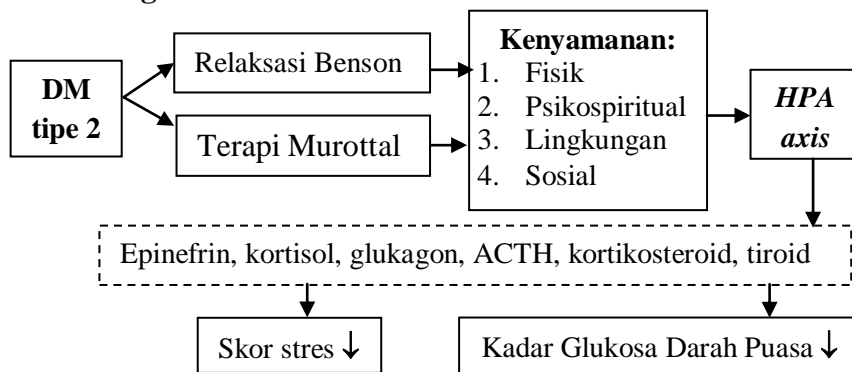 DM
tipe 2
Relaksasi Benson
Terapi Murottal
Kenyamanan:
1. Fisik
2. Psikospiritual
3. Lingkungan
4. Sosial
HPA
axis
Epinefrin, kortisol, glukagon, ACTH, kortikosteroid, tiroid
Skor stres ↓
Kadar Glukosa Darah Puasa ↓